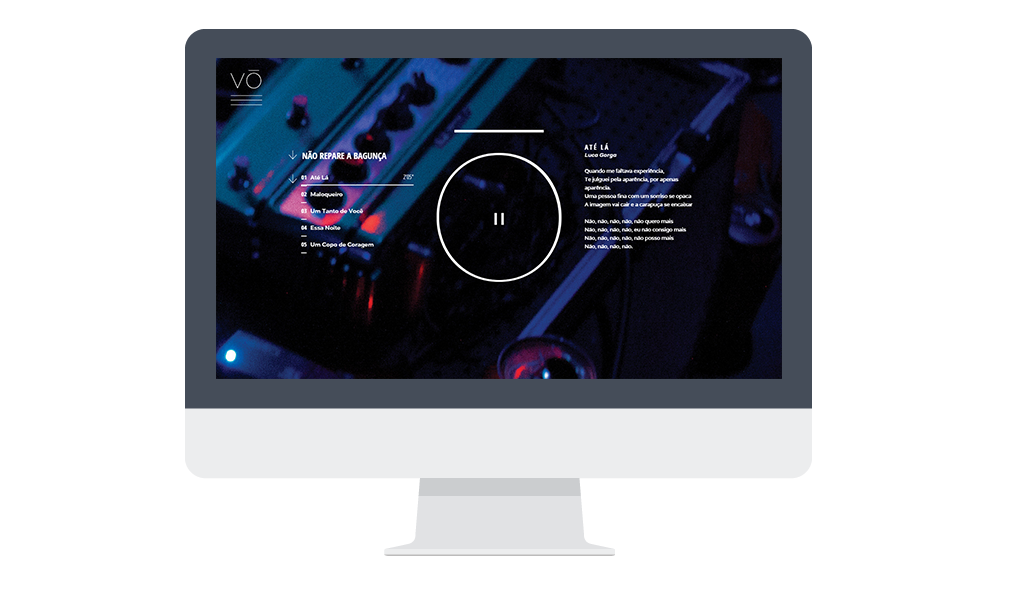 VŌ
NÃO REPARE A BAGUNÇA
01 Até Lá 2'05"
02 Maloqueiro
03 Um Tanto de Você
04 Essa Noite
05 Um Copo de Coragem
ATÉ LÁ
Luca Gorga
Quando me faltava experiência,
Te julguei pela aparência, por apenas
aparência.
Uma pessoa fina com um sorriso se opaca
A imagem vai cair e a carapuça se encaixar
Não, não, não, não, não quero mais
Não, não, não, não, eu não consigo mais
Não, não, não, não, não posso mais
Não, não, não, não.